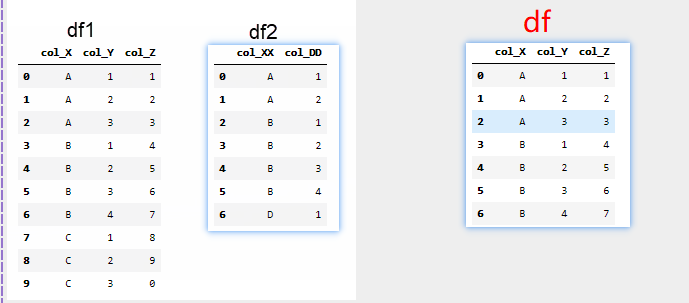 df1
col_X col_Y col_Z
0 A 1 1
1 A 2 2
2 A 3 3
3 B 1 4
4 B 2 5
5 B 3 6
6 B 4 7
7 C 1 8
8 C 2 9
9 C 3 0
df2
col_XX col_DD
0 A 1
1 A 2
2 B 1
3 B 2
4 B 3
5 B 4
6 D 1
df
col_X col_Y col_Z
0 A 1 1
1 A 2 2
2 A 3 3
3 B 1 4
4 B 2 5
5 B 3 6
6 B 4 7